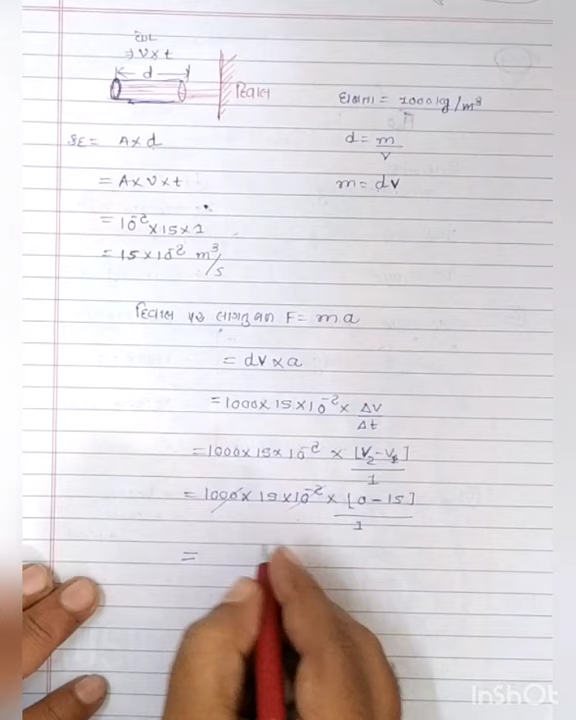 ⇒ V x t
← d →
દિવાલ
ઘનતા = 1000 kg/m³
= A x d
d = m/V
= A x V x t
m = dV
= 10⁻² x 15 x 1
= 15 x 10⁻² m³/s
દિવાલ પર લાગતુ બળ F = ma
= dV x a
= 1000 x 15 x 10⁻² x ΔV/Δt
= 1000 x 15 x 10⁻² x [V₂ - V₁]/1
= 1000 x 15 x 10⁻² x [0 - 15]/1
=
InShOt